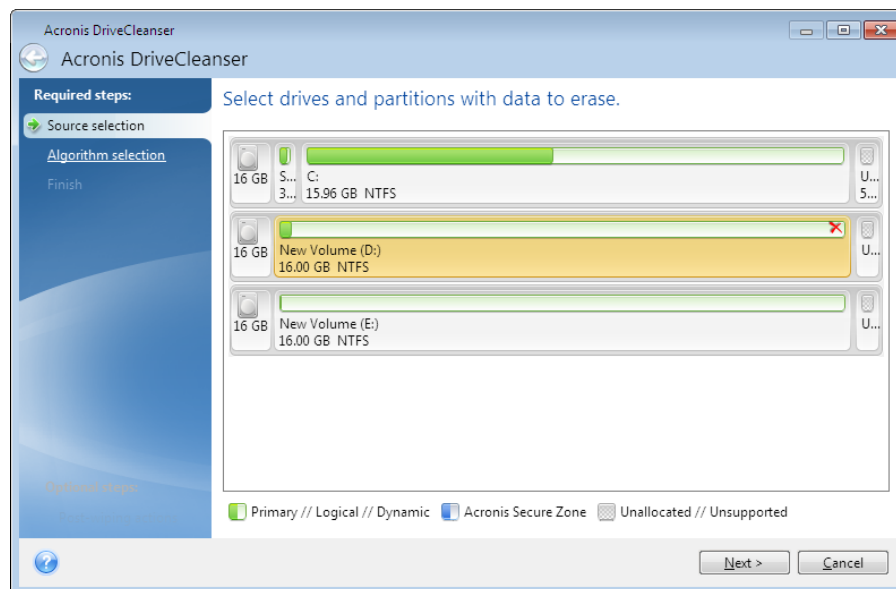 Acronis DriveCleanser
Acronis DriveCleanser
Required steps:
Source selection
Algorithm selection
Finish
Select drives and partitions with data to erase.
16 GB
S...
3...
C:
15.96 GB NTFS
U...
5...
16 GB
New Volume (D:)
16.00 GB NTFS
U...
16 GB
New Volume (E:)
16.00 GB NTFS
U...
Optional steps:
Primary // Logical // Dynamic
Acronis Secure Zone
Unallocated // Unsupported
?
Next >
Cancel